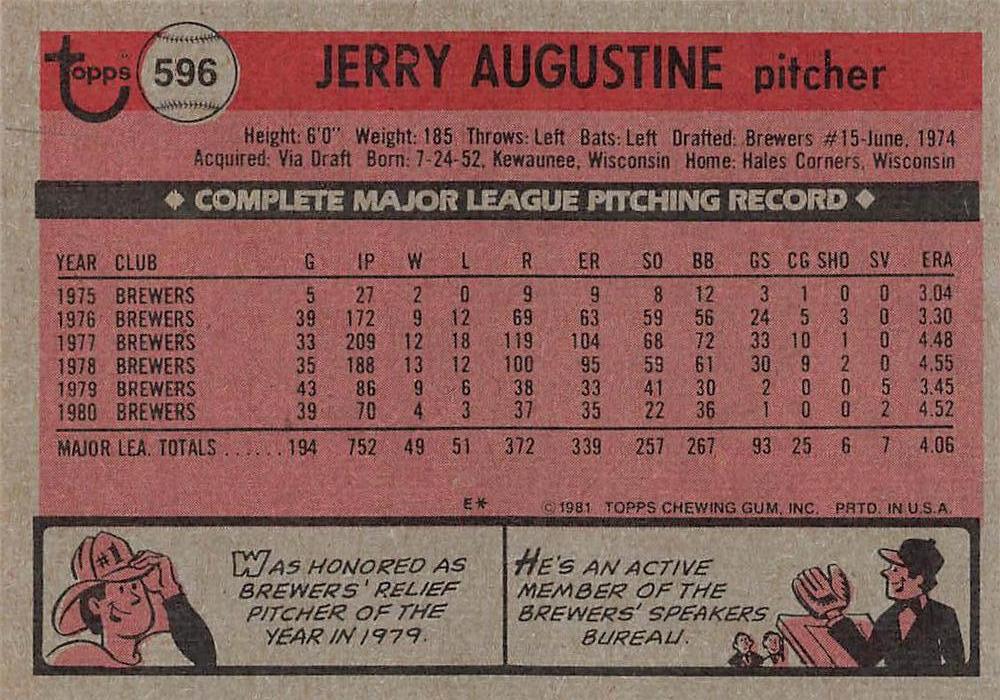 Topps 596 JERRY AUGUSTINE pitcher
Height: 6'0" Weight: 185 Throws: Left Bats: Left Drafted: Brewers #15-June, 1974
Acquired: Via Draft Born: 7-24-52, Kewaunee, Wisconsin Home: Hales Corners, Wisconsin
◆ COMPLETE MAJOR LEAGUE PITCHING RECORD ◆
YEAR CLUB G IP W L R ER SO BB GS CG SHO SV ERA
1975 BREWERS 5 27 2 0 9 9 8 12 3 1 0 0 3.04
1976 BREWERS 39 172 9 12 69 63 59 56 24 5 3 0 3.30
1977 BREWERS 33 209 12 18 119 104 68 72 33 10 1 0 4.48
1978 BREWERS 35 188 13 12 100 95 59 61 30 9 2 0 4.55
1979 BREWERS 43 86 9 6 38 33 41 30 2 0 0 5 3.45
1980 BREWERS 39 70 4 3 37 35 22 36 1 0 0 2 4.52
MAJOR LEA. TOTALS ......194 752 49 51 372 339 257 267 93 25 6 7 4.06
E* ©1981 TOPPS CHEWING GUM, INC. PRTD. IN U.S.A.
#1
WAS HONORED AS
BREWERS' RELIEF
PITCHER OF THE
YEAR IN 1979.
HE'S AN ACTIVE
MEMBER OF THE
BREWERS' SPEAKERS
BUREAU.